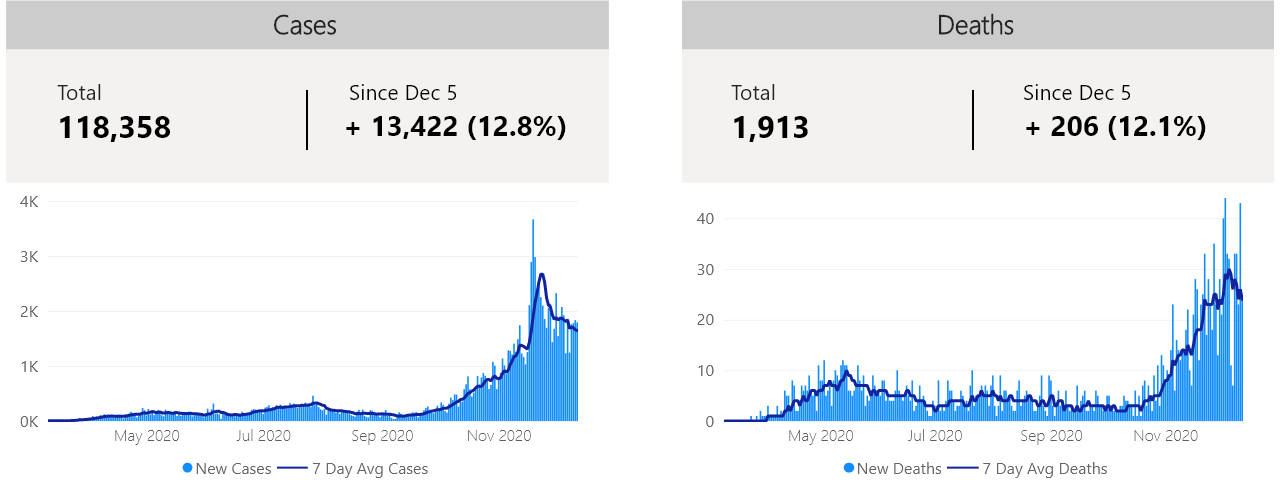 Cases
Total
118,358
Since Dec 5
+ 13,422 (12.8%)
4K
3K
2K
1K
0K
May 2020 Jul 2020 Sep 2020 Nov 2020
New Cases 7 Day Avg Cases
Deaths
Total
1,913
Since Dec 5
+ 206 (12.1%)
40
30
20
10
0
May 2020 Jul 2020 Sep 2020 Nov 2020
New Deaths 7 Day Avg Deaths